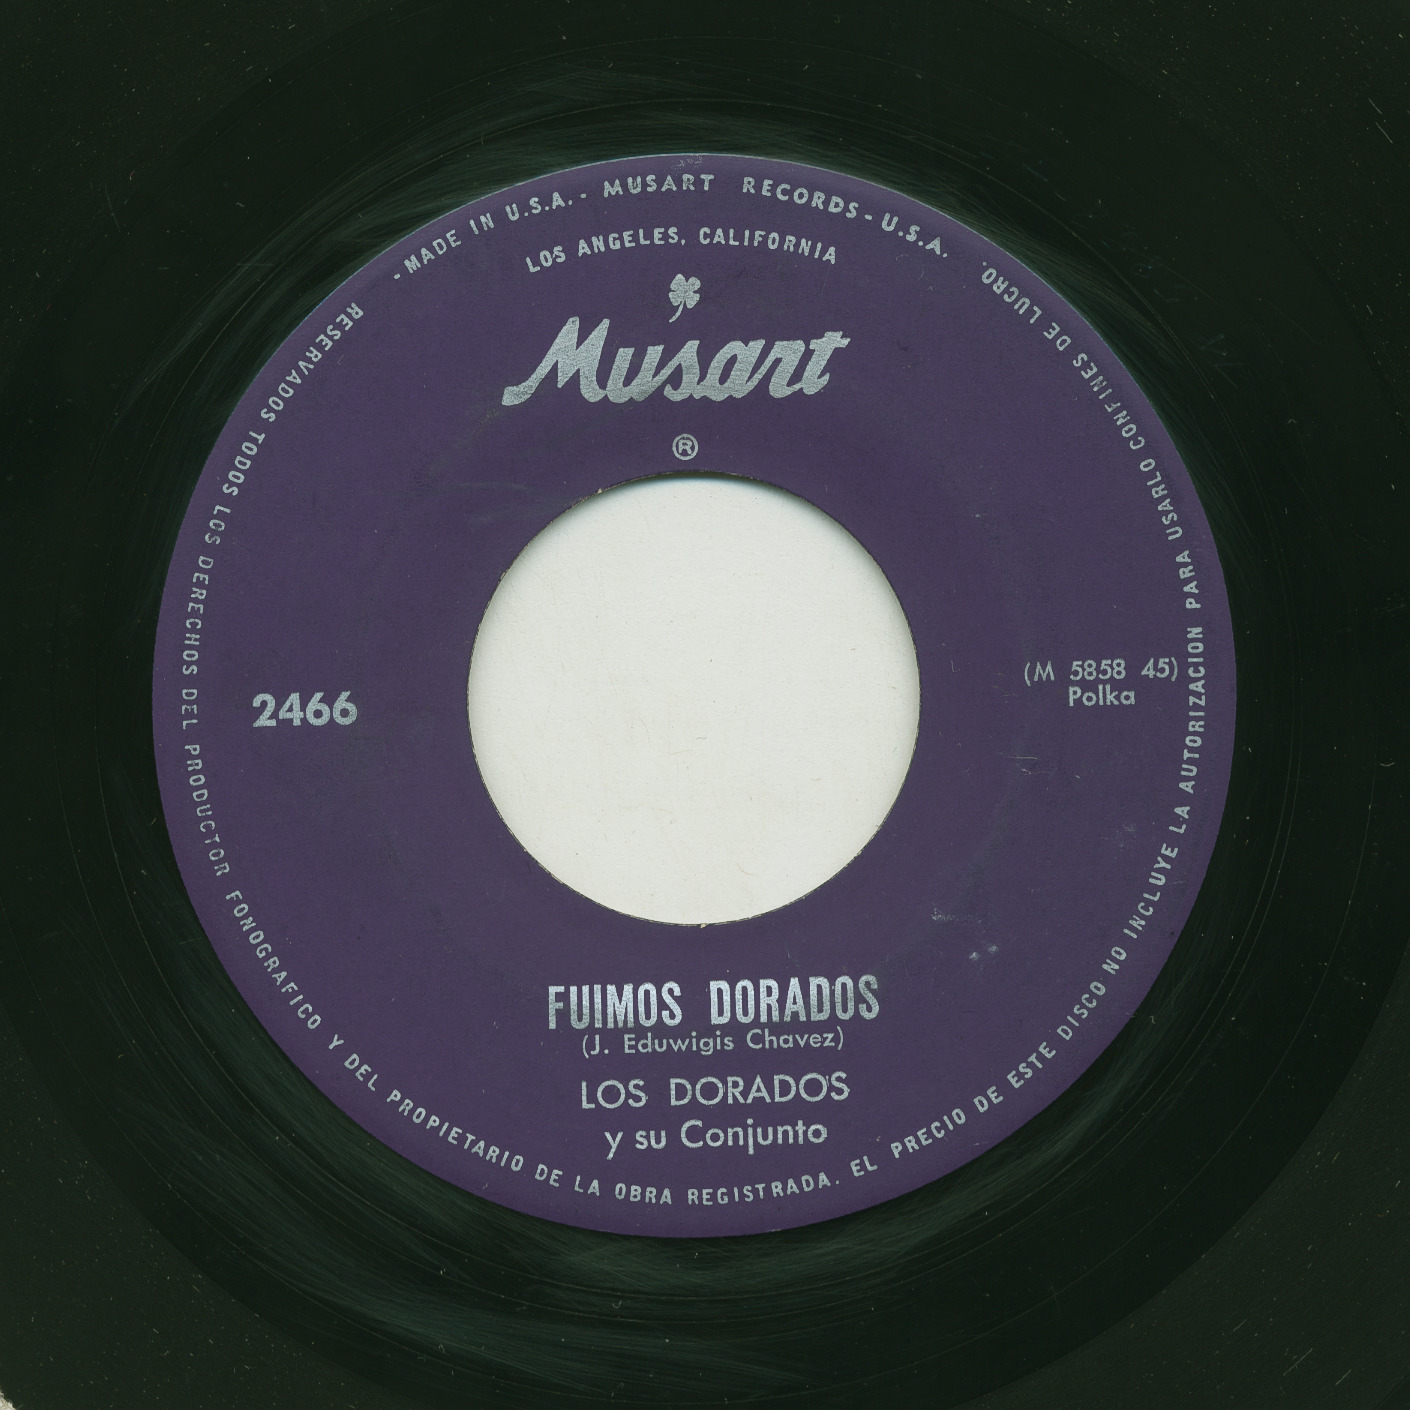 - MADE IN U.S.A. - MUSART RECORDS - U.S.A.
LOS ANGELES, CALIFORNIA
Musart
®
2466
(M 5858 45)
Polka
FUIMOS DORADOS
(J. Eduwigis Chavez)
LOS DORADOS
y su Conjunto
RESERVADOS TODOS LOS DERECHOS DEL PRODUCTOR FONOGRAFICO Y DEL PROPIETARIO DE LA OBRA REGISTRADA. EL PRECIO DE ESTE DISCO NO INCLUYE LA AUTORIZACION PARA USARLO CONFINES DE LUCRO.